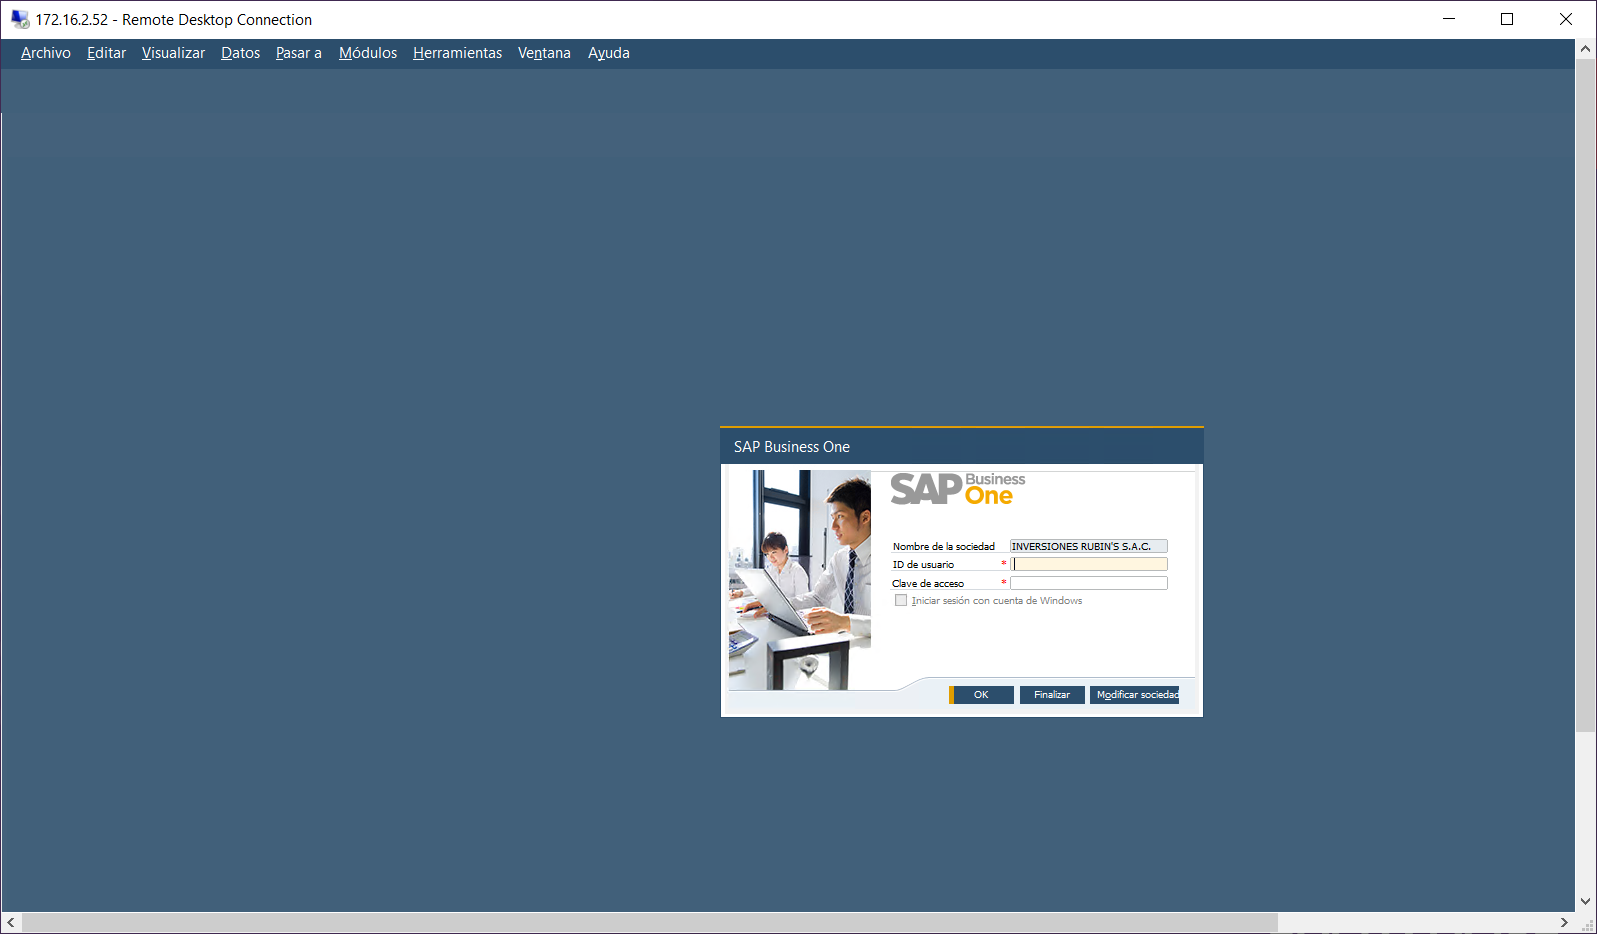 172.16.2.52 - Remote Desktop Connection
Archivo Editar Visualizar Datos Pasar a Módulos Herramientas Ventana Ayuda
SAP Business One
SAP Business One
Nombre de la sociedad INVERSIONES RUBIN'S S.A.C.
ID de usuario *
Clave de acceso *
Iniciar sesión con cuenta de Windows
OK Finalizar Modificar sociedad